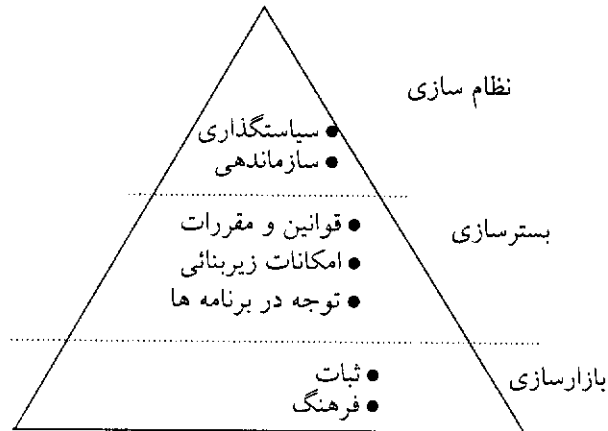 نظام سازی
● سیاستگذاری
● سازماندهی
بسترسازی
● قوانین و مقررات
● امکانات زیربنائی
● توجه در برنامه ها
بازارسازی
● ثبات
● فرهنگ